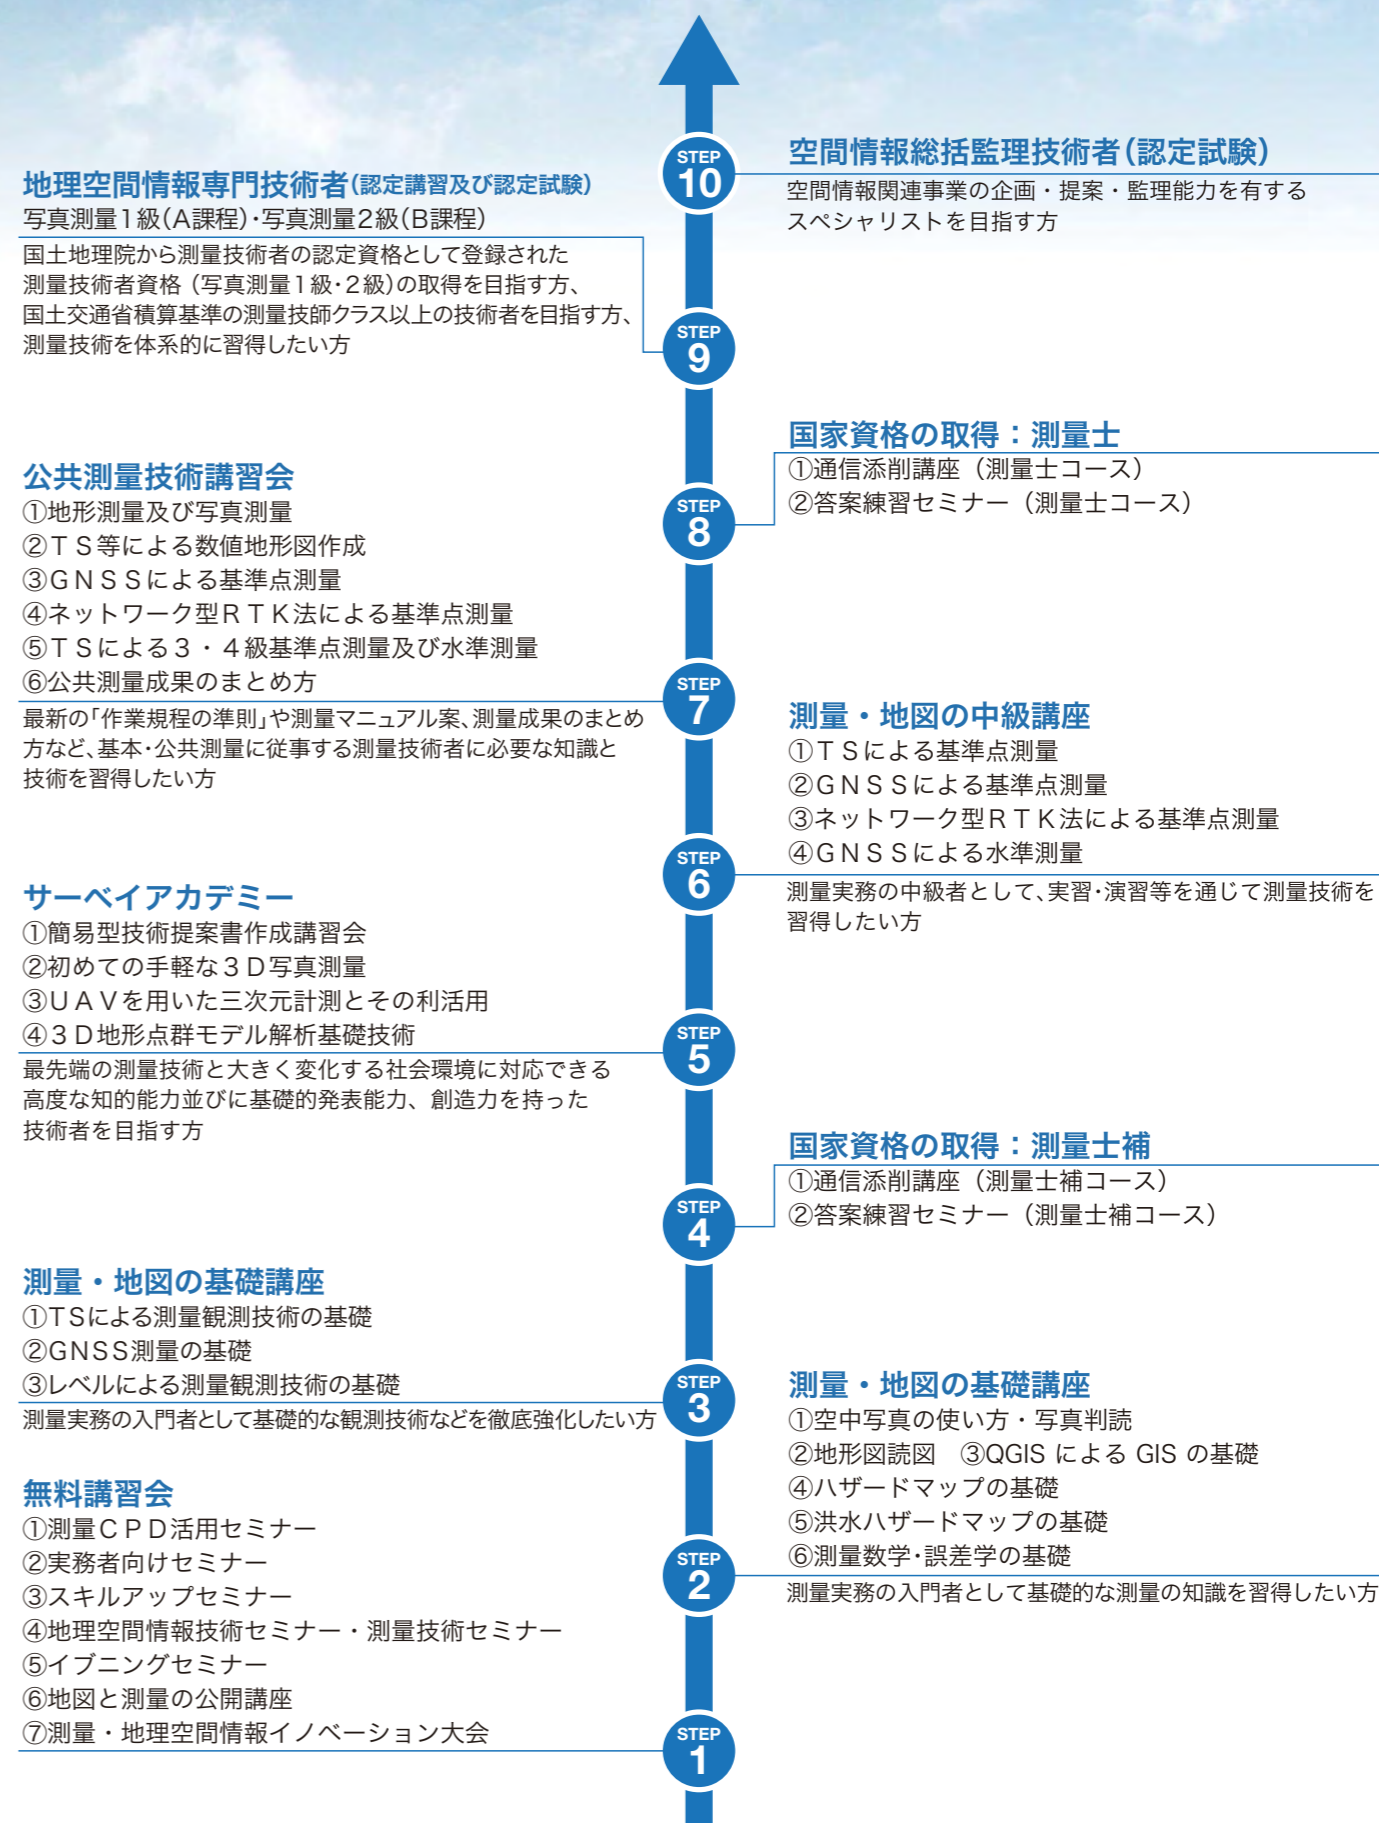 STEP
10
空間情報総括監理技術者（認定試験）
空間情報関連事業の企画・提案・監理能力を有する
スペシャリストを目指す方
地理空間情報専門技術者（認定講習及び認定試験）
写真測量１級（A課程）・写真測量２級（B課程）
国土地理院から測量技術者の認定資格として登録された
測量技術者資格（写真測量１級・２級）の取得を目指す方、
国土交通省積算基準の測量技師クラス以上の技術者を目指す方、
測量技術を体系的に習得したい方
STEP
9
国家資格の取得：測量士
①通信添削講座（測量士コース）
②答案練習セミナー（測量士コース）
STEP
8
公共測量技術講習会
①地形測量及び写真測量
②ＴＳ等による数値地形図作成
③ＧＮＳＳによる基準点測量
④ネットワーク型ＲＴＫ法による基準点測量
⑤ＴＳによる３・４級基準点測量及び水準測量
⑥公共測量成果のまとめ方
最新の「作業規程の準則」や測量マニュアル案、測量成果のまとめ
方など、基本・公共測量に従事する測量技術者に必要な知識と
技術を習得したい方
STEP
7
測量・地図の中級講座
①ＴＳによる基準点測量
②ＧＮＳＳによる基準点測量
③ネットワーク型ＲＴＫ法による基準点測量
④ＧＮＳＳによる水準測量
測量実務の中級者として、実習・演習等を通じて測量技術を
習得したい方
STEP
6
サーベイアカデミー
①簡易型技術提案書作成講習会
②初めての手軽な３Ｄ写真測量
③ＵＡＶを用いた三次元計測とその利活用
④３Ｄ地形点群モデル解析基礎技術
最先端の測量技術と大きく変化する社会環境に対応できる
高度な知的能力並びに基礎的発表能力、創造力を持った
技術者を目指す方
STEP
5
国家資格の取得：測量士補
①通信添削講座（測量士補コース）
②答案練習セミナー（測量士補コース）
STEP
4
測量・地図の基礎講座
①TSによる測量観測技術の基礎
②GNSS測量の基礎
③レベルによる測量観測技術の基礎
測量実務の入門者として基礎的な観測技術などを徹底強化したい方
STEP
3
測量・地図の基礎講座
①空中写真の使い方・写真判読
②地形図読図　③QGIS による GIS の基礎
④ハザードマップの基礎
⑤洪水ハザードマップの基礎
⑥測量数学・誤差学の基礎
測量実務の入門者として基礎的な測量の知識を習得したい方
STEP
2
無料講習会
①測量ＣＰＤ活用セミナー
②実務者向けセミナー
③スキルアップセミナー
④地理空間情報技術セミナー・測量技術セミナー
⑤イブニングセミナー
⑥地図と測量の公開講座
⑦測量・地理空間情報イノベーション大会
STEP
1